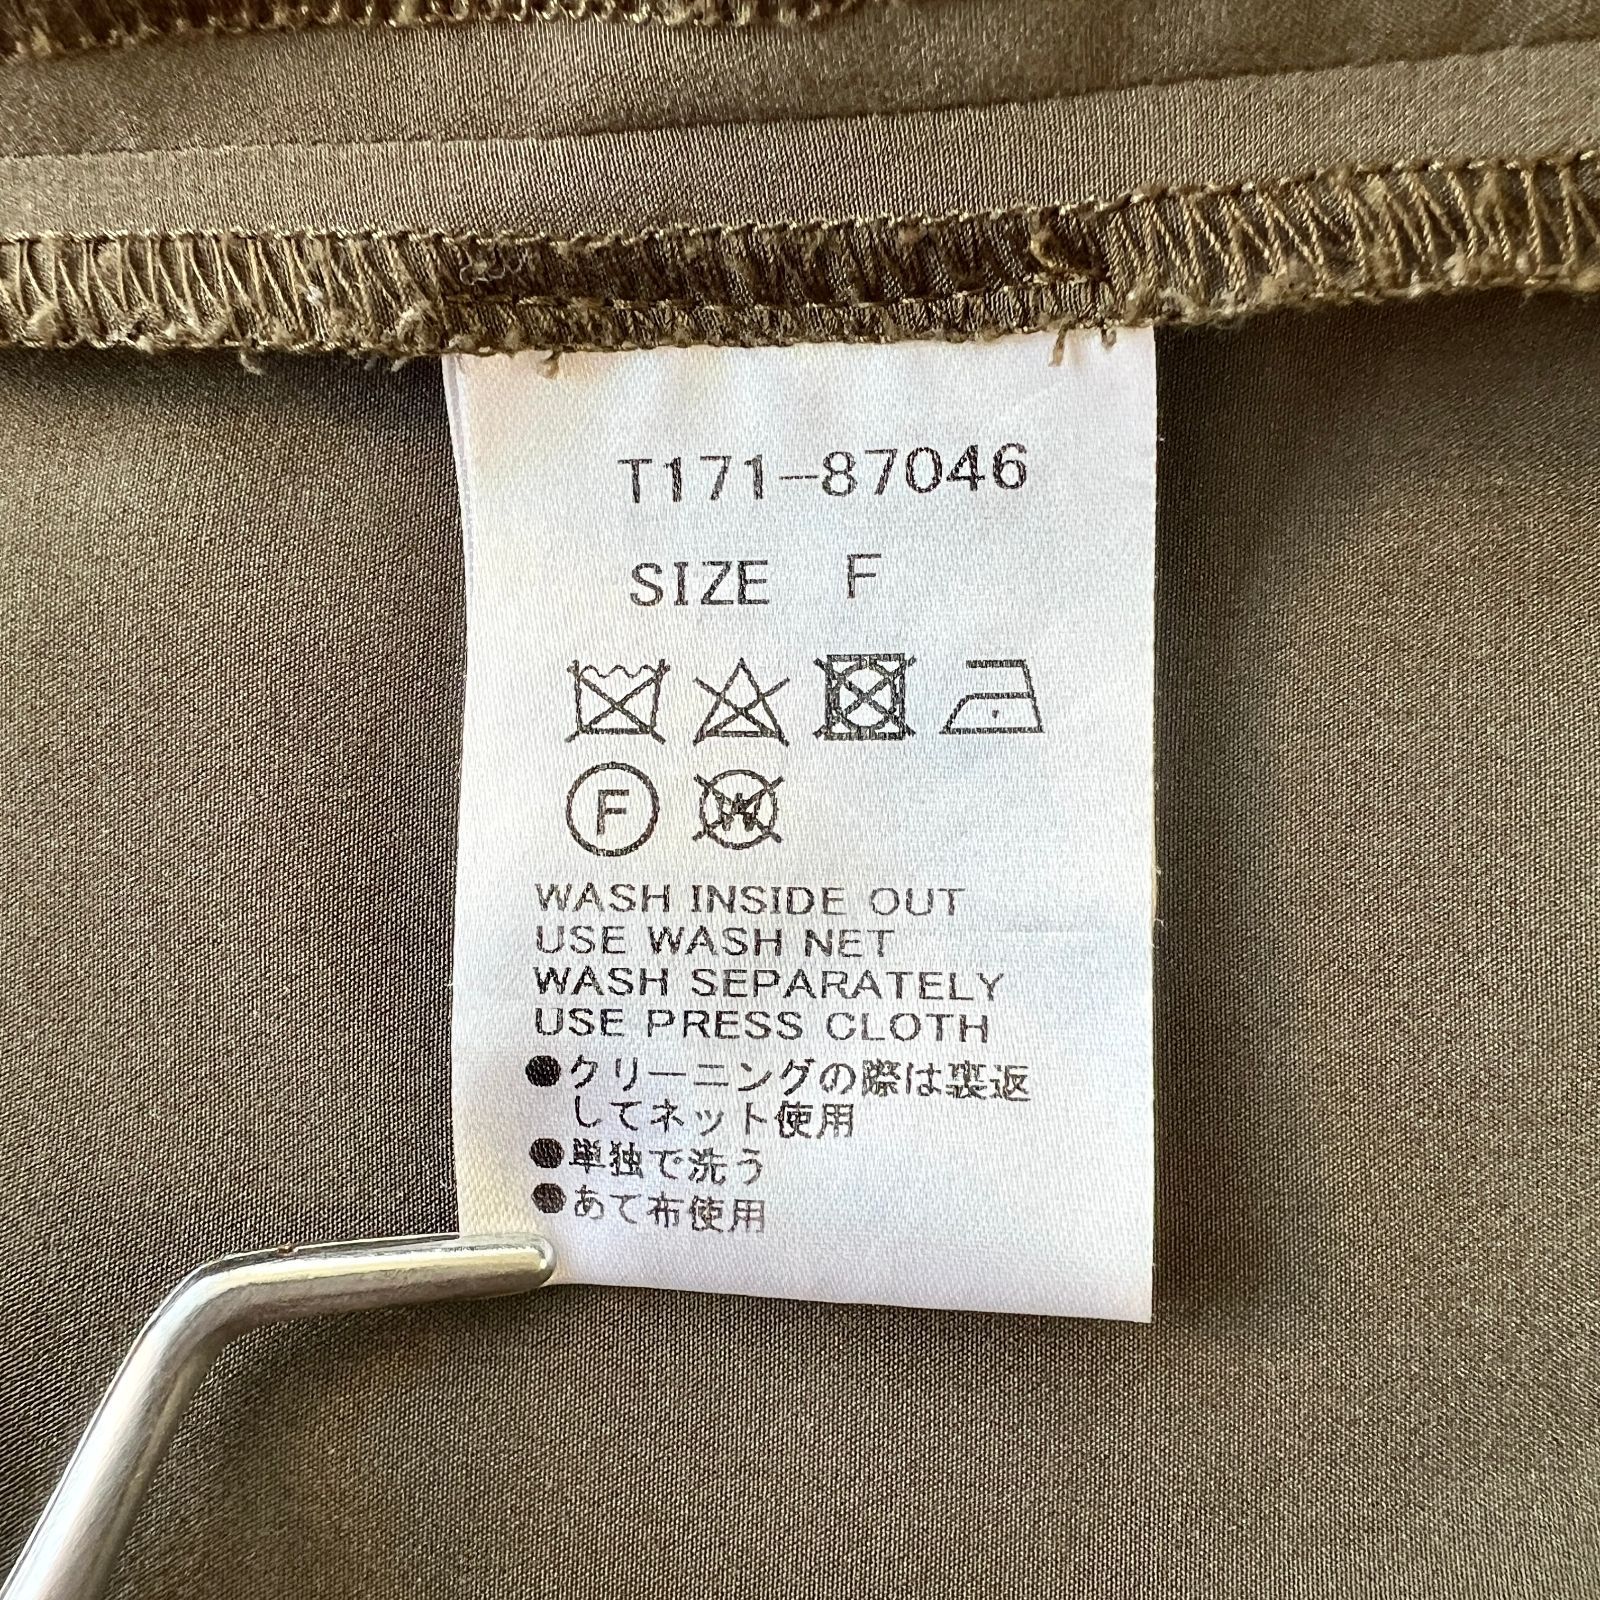 T171-87046
SIZE F
F W
WASH INSIDE OUT
USE WASH NET
WASH SEPARATELY
USE PRESS CLOTH
●クリーニングの際は裏返
してネット使用
●単独で洗う
●あて布使用